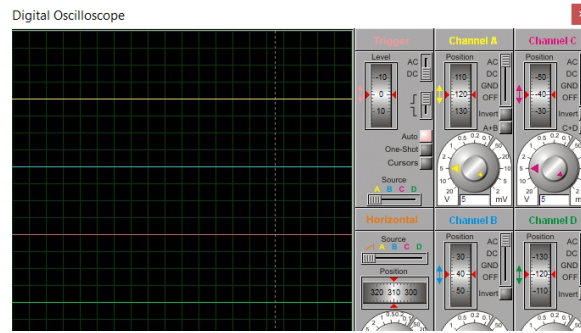 Digital Oscilloscope
Trigger
Level
AC
DC
-10
0
10
Auto
One-Shot
Cursors
Source
A B C D
Horizontal
Source
A B C D
Position
320 310 300
Channel A
Position
AC
DC
GND
OFF
110
120
130
Invert
A+B
V
5
mV
Channel C
Position
AC
DC
GND
OFF
-50
-40
-30
Invert
C+D
V
5
mV
Channel B
Position
AC
DC
GND
OFF
30
40
50
Invert
Channel D
Position
AC
DC
GND
OFF
-130
-120
-110
Invert